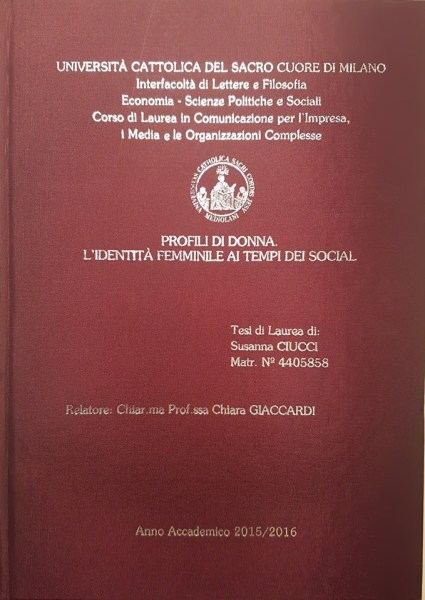 UNIVERSITÀ CATTOLICA DEL SACRO CUORE DI MILANO
Interfacoltà di Lettere e Filosofia
Economia - Scienze Politiche e Sociali
Corso di Laurea in Comunicazione per l'Impresa,
i Media e le Organizzazioni Complesse
PROFILI DI DONNA.
L'IDENTITÀ FEMMINILE AI TEMPI DEI SOCIAL
Tesi di Laurea di:
Susanna CIUCCI
Matr. Nº 4405858
Relatore: Chiar.ma Prof.ssa Chiara GIACCARDI
Anno Accademico 2015/2016